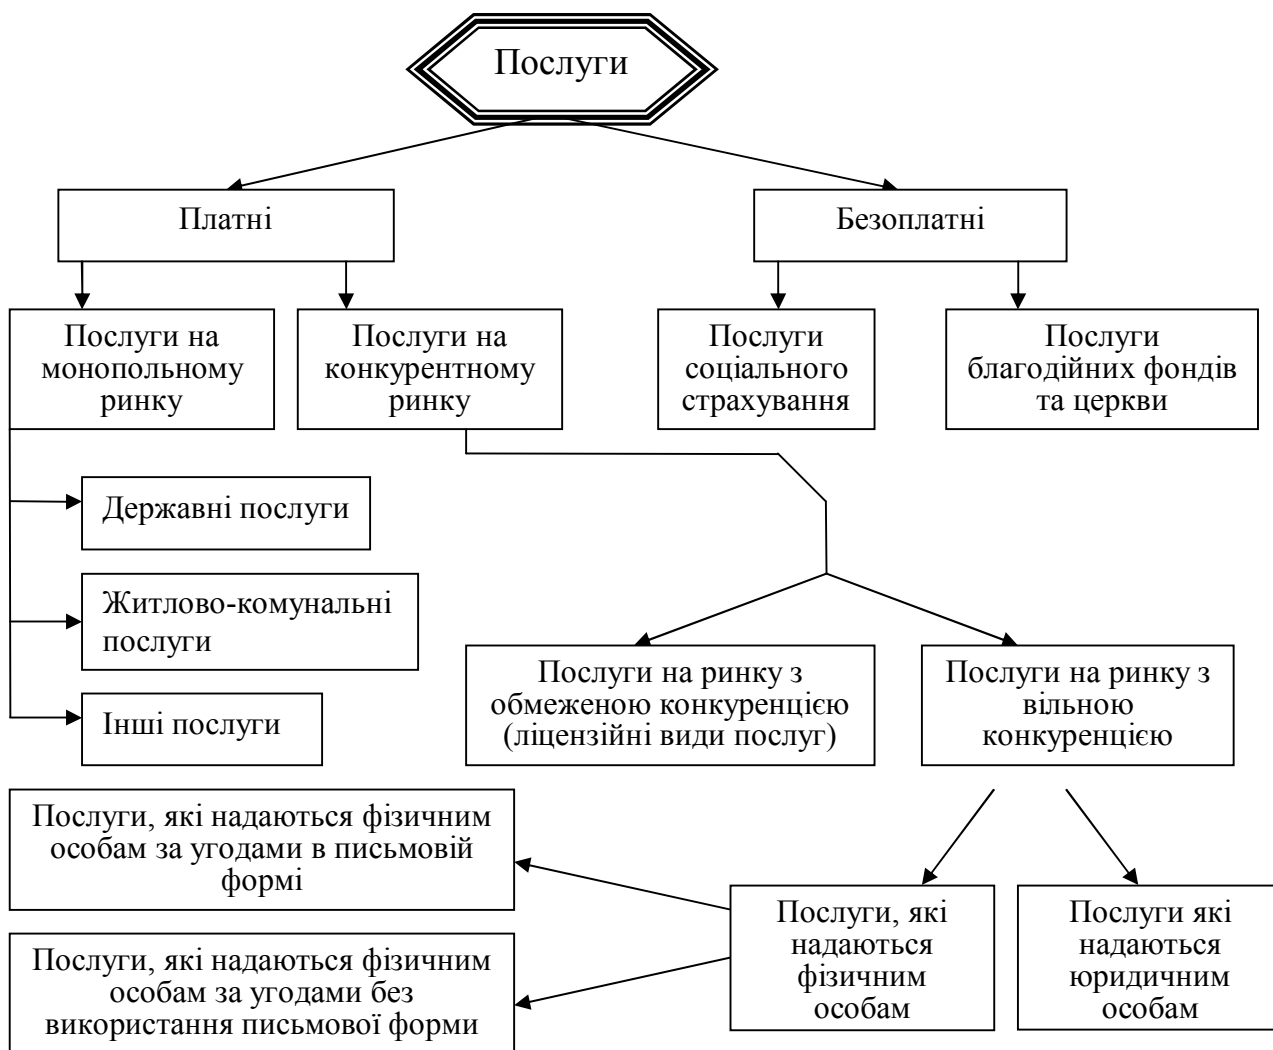 Послуги
Платні
Безоплатні
Послуги на
монопольному
ринку
Послуги на
конкурентному
ринку
Послуги
соціального
страхування
Послуги
благодійних фондів
та церкви
Державні послуги
Житлово-комунальні
послуги
Інші послуги
Послуги на ринку з
обмеженою конкуренцією
(ліцензійні види послуг)
Послуги на ринку з
вільною
конкуренцією
Послуги, які надаються фізичним
особам за угодами в письмовій
формі
Послуги, які надаються фізичним
особам за угодами без
використання письмової форми
Послуги, які
надаються
фізичним
особам
Послуги які
надаються
юридичним
особам